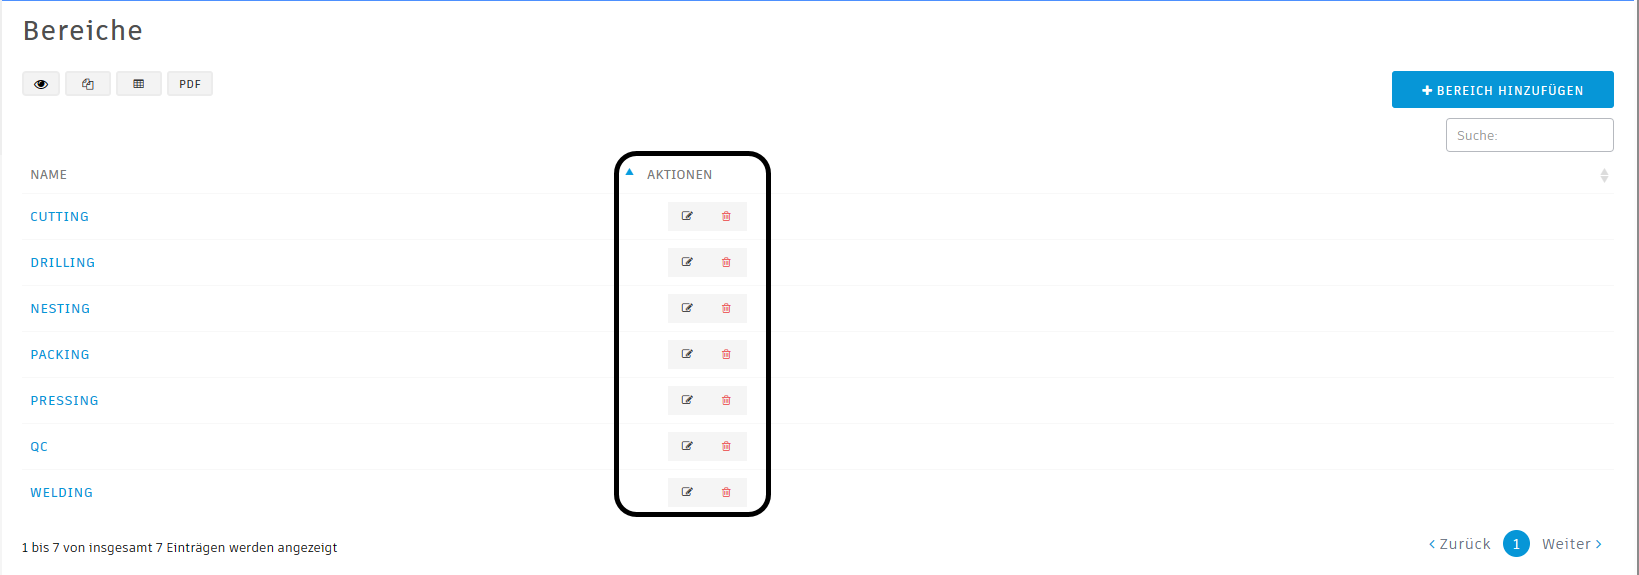 Bereiche
PDF
BEREICH HINZUFÜGEN
Suche:
NAME AKTIONEN
CUTTING
DRILLING
NESTING
PACKING
PRESSING
QC
WELDING
1 bis 7 von insgesamt 7 Einträgen werden angezeigt
Zurück 1 Weiter